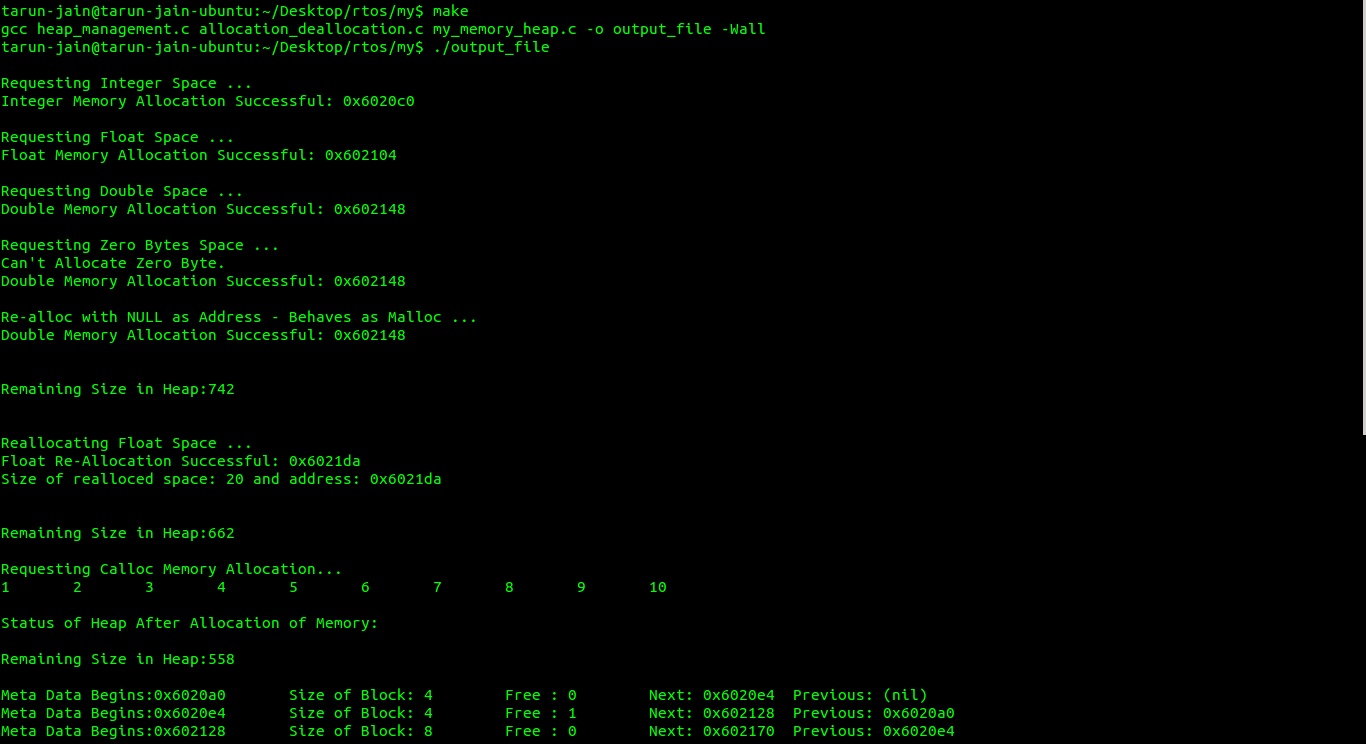 tarun-jain@tarun-jain-ubuntu:~/Desktop/rtos/my$ make
gcc heap_management.c allocation_deallocation.c my_memory_heap.c -o output_file -Wall
tarun-jain@tarun-jain-ubuntu:~/Desktop/rtos/my$ ./output_file
Requesting Integer Space ...
Integer Memory Allocation Successful: 0x6020c0
Requesting Float Space ...
Float Memory Allocation Successful: 0x602104
Requesting Double Space ...
Double Memory Allocation Successful: 0x602148
Requesting Zero Bytes Space ...
Can't Allocate Zero Byte.
Double Memory Allocation Successful: 0x602148
Re-alloc with NULL as Address - Behaves as Malloc ...
Double Memory Allocation Successful: 0x602148
Remaining Size in Heap:742
Reallocating Float Space ...
Float Re-Allocation Successful: 0x6021da
Size of realloced space: 20 and address: 0x6021da
Remaining Size in Heap:662
Requesting Calloc Memory Allocation...
1 2 3 4 5 6 7 8 9 10
Status of Heap After Allocation of Memory:
Remaining Size in Heap:558
Meta Data Begins:0x6020a0 Size of Block: 4 Free : 0 Next: 0x6020e4 Previous: (nil)
Meta Data Begins:0x6020e4 Size of Block: 4 Free : 1 Next: 0x602128 Previous: 0x6020a0
Meta Data Begins:0x602128 Size of Block: 8 Free : 0 Next: 0x602170 Previous: 0x6020e4